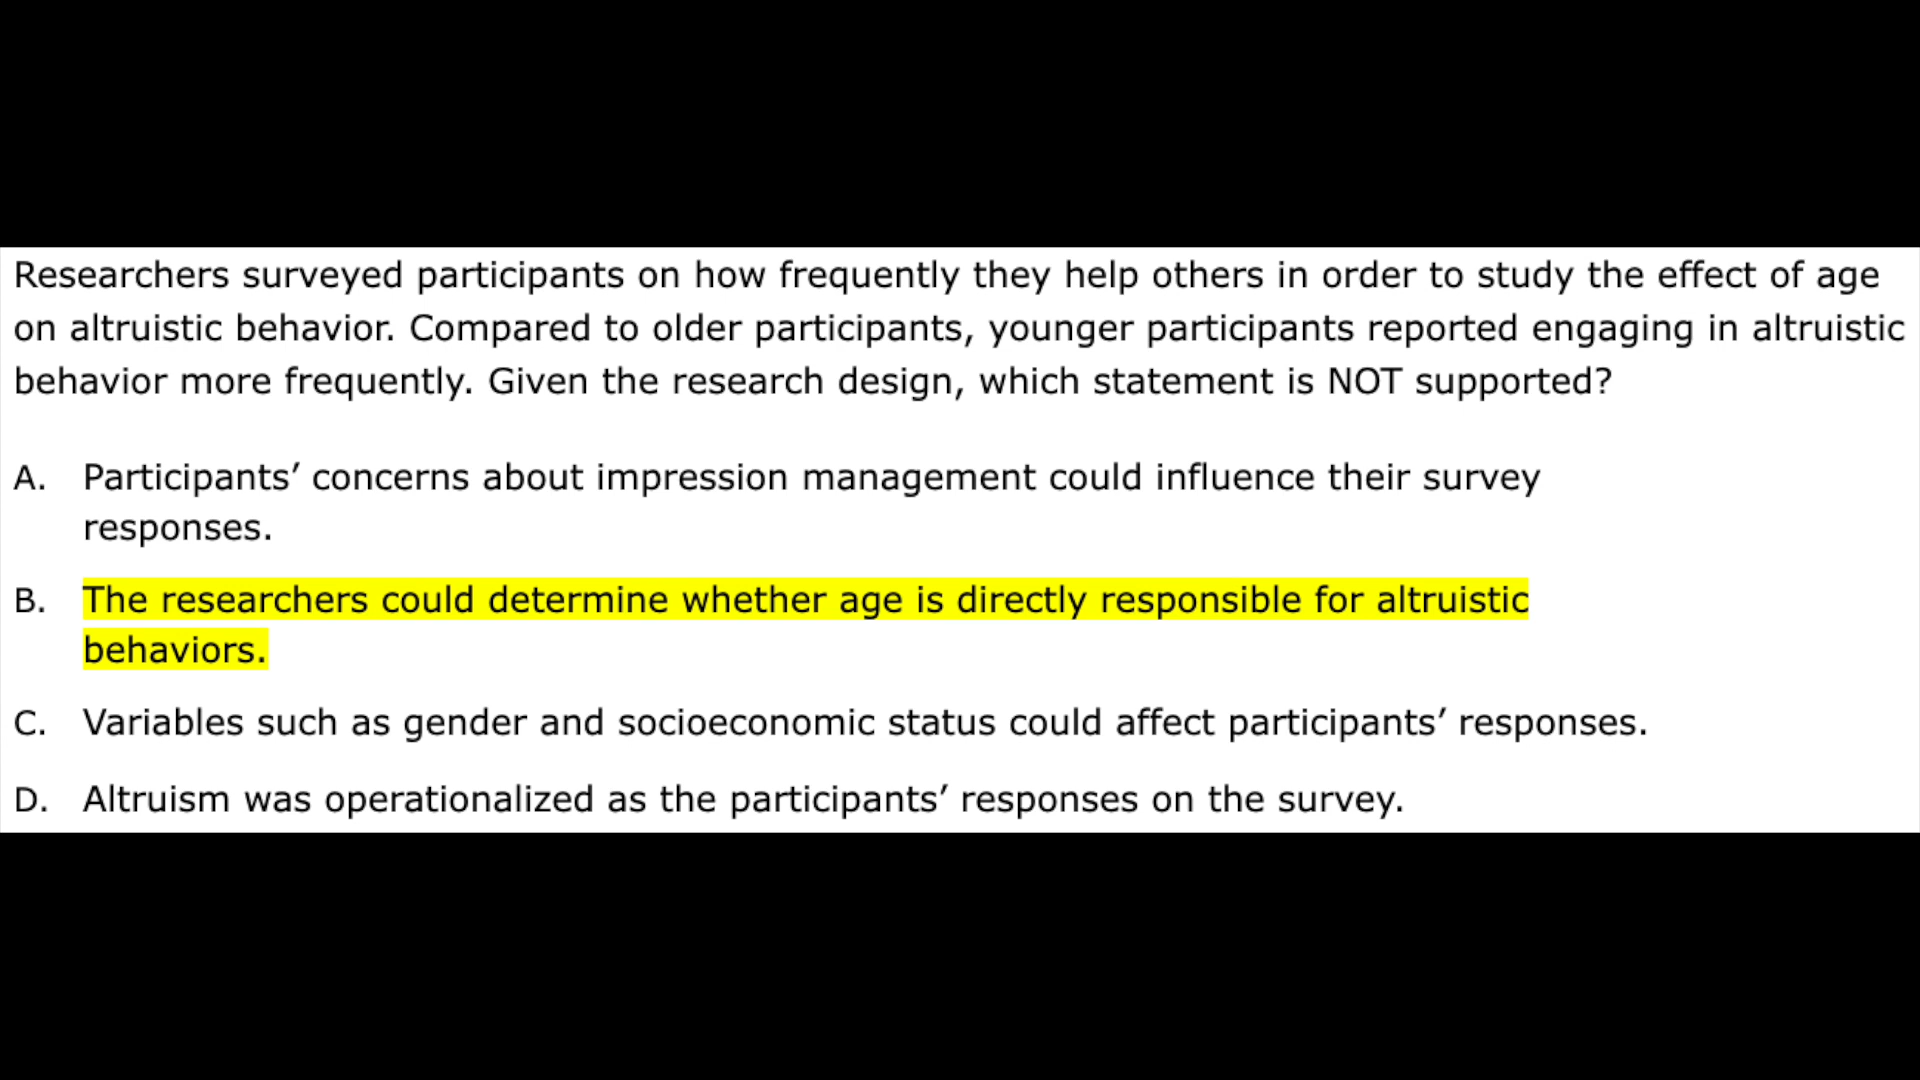 Researchers surveyed participants on how frequently they help others in order to study the effect of age
on altruistic behavior. Compared to older participants, younger participants reported engaging in altruistic
behavior more frequently. Given the research design, which statement is NOT supported?
A. Participants’ concerns about impression management could influence their survey
responses.
B. The researchers could determine whether age is directly responsible for altruistic
behaviors.
C. Variables such as gender and socioeconomic status could affect participants’ responses.
D. Altruism was operationalized as the participants’ responses on the survey.